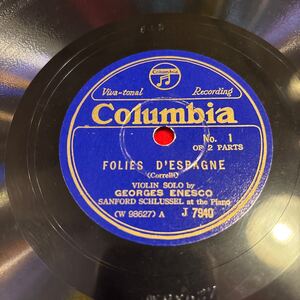 Viva-tonal Recording
Columbia
No. 1
OF 2 PARTS
FOLIES D'ESPAGNE
(Correlli)
VIOLIN SOLO by
GEORGES ENESCO
SANFORD SCHLUSSEL at the Piano
(W 98627) A J 7940